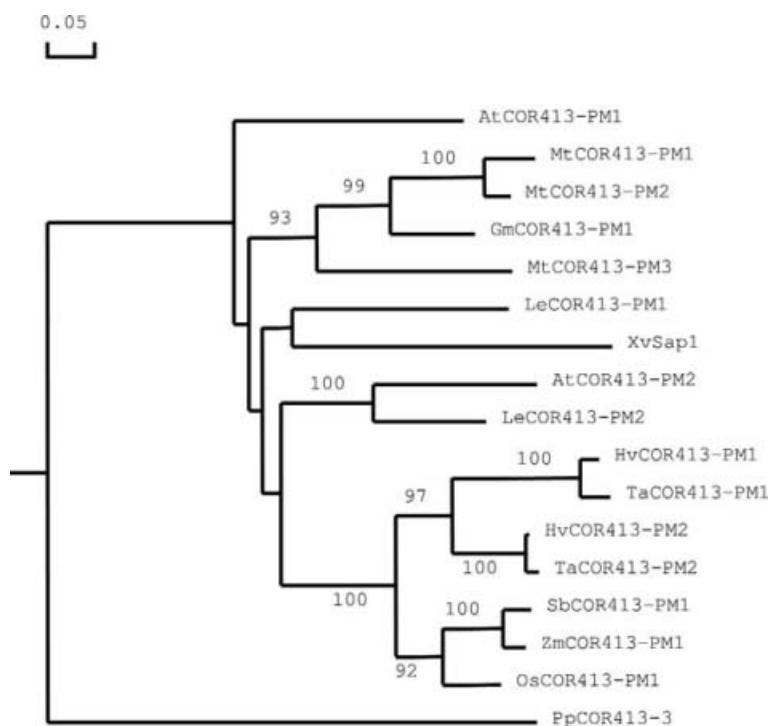 0.05
AtCOR413-PM1
100
MtCOR413-PM1
99
MtCOR413-PM2
93
GmCOR413-PM1
MtCOR413-PM3
LeCOR413-PM1
XvSap1
100
AtCOR413-PM2
LeCOR413-PM2
100
HvCOR413-PM1
97
TaCOR413-PM1
HvCOR413-PM2
100
TaCOR413-PM2
100
100
SbCOR413-PM1
ZmCOR413-PM1
92
OsCOR413-PM1
PpCOR413-3